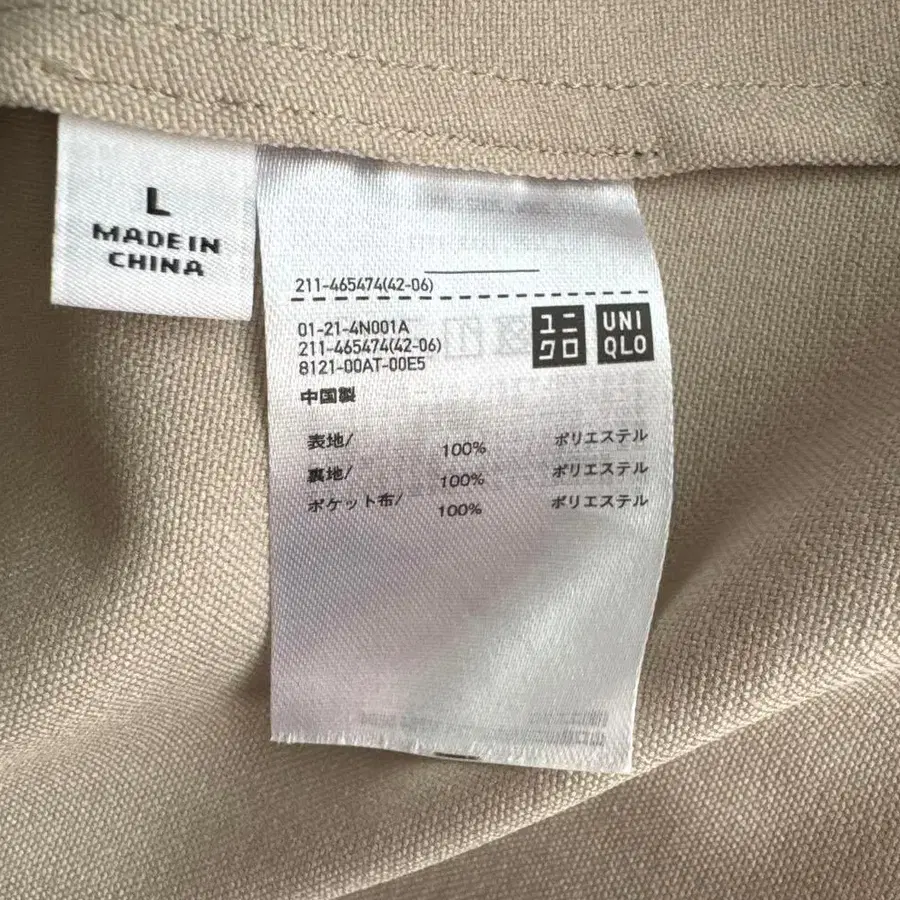 L
MADE IN
CHINA
211-465474(42-06)
01-21-4N001A
211-465474(42-06)
8121-00AT-00E5
中国製
ユニ
クロ
UNI
QLO
表地/ 100% ポリエステル
裏地/ 100% ポリエステル
ポケット布/ 100% ポリエステル